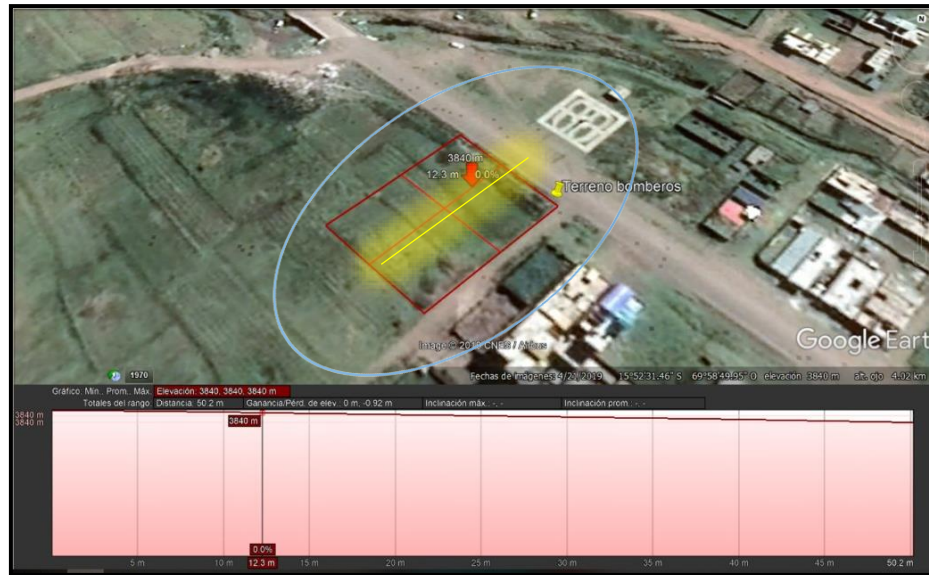 N
3840 m
12.3 m 0.0%
Terreno bomberos
Google Eart
CNES / Airbus
1970
Fechas de imágenes: 4/21/2019 15°52'31.46" S 69°58'49.95" O elevación 3840 m alt. ojo 4.02 km
Gráfico: Mín., Prom., Máx. Elevación: 3840, 3840, 3840 m
Totales del rango: Distancia: 50.2 m Ganancia/Pérd. de elev.: 0 m, -0.92 m Inclinación máx.: -, - Inclinación prom.: -, -
3840 m
3840 m
3840 m
0.0%
5 m 10 m 12.3 m 15 m 20 m 25 m 30 m 35 m 40 m 45 m 50.2 m